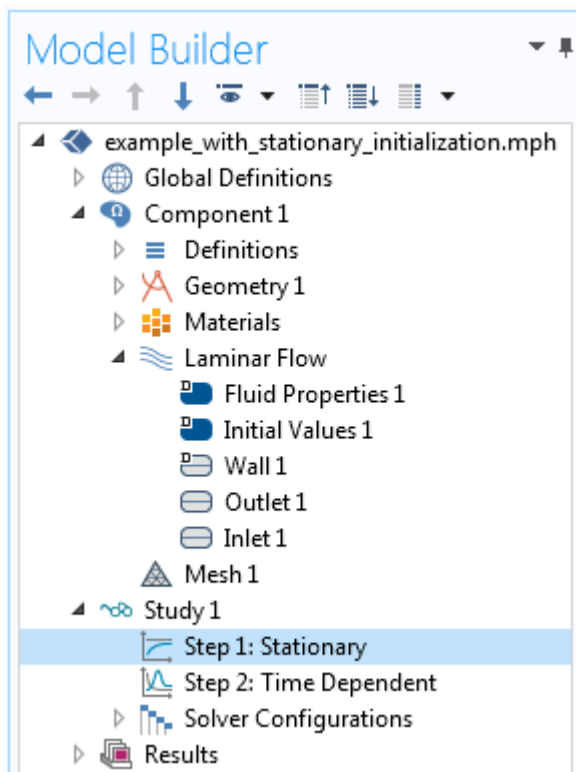 Model Builder
example_with_stationary_initialization.mph
Global Definitions
Component 1
Definitions
Geometry 1
Materials
Laminar Flow
Fluid Properties 1
Initial Values 1
Wall 1
Outlet 1
Inlet 1
Mesh 1
Study 1
Step 1: Stationary
Step 2: Time Dependent
Solver Configurations
Results